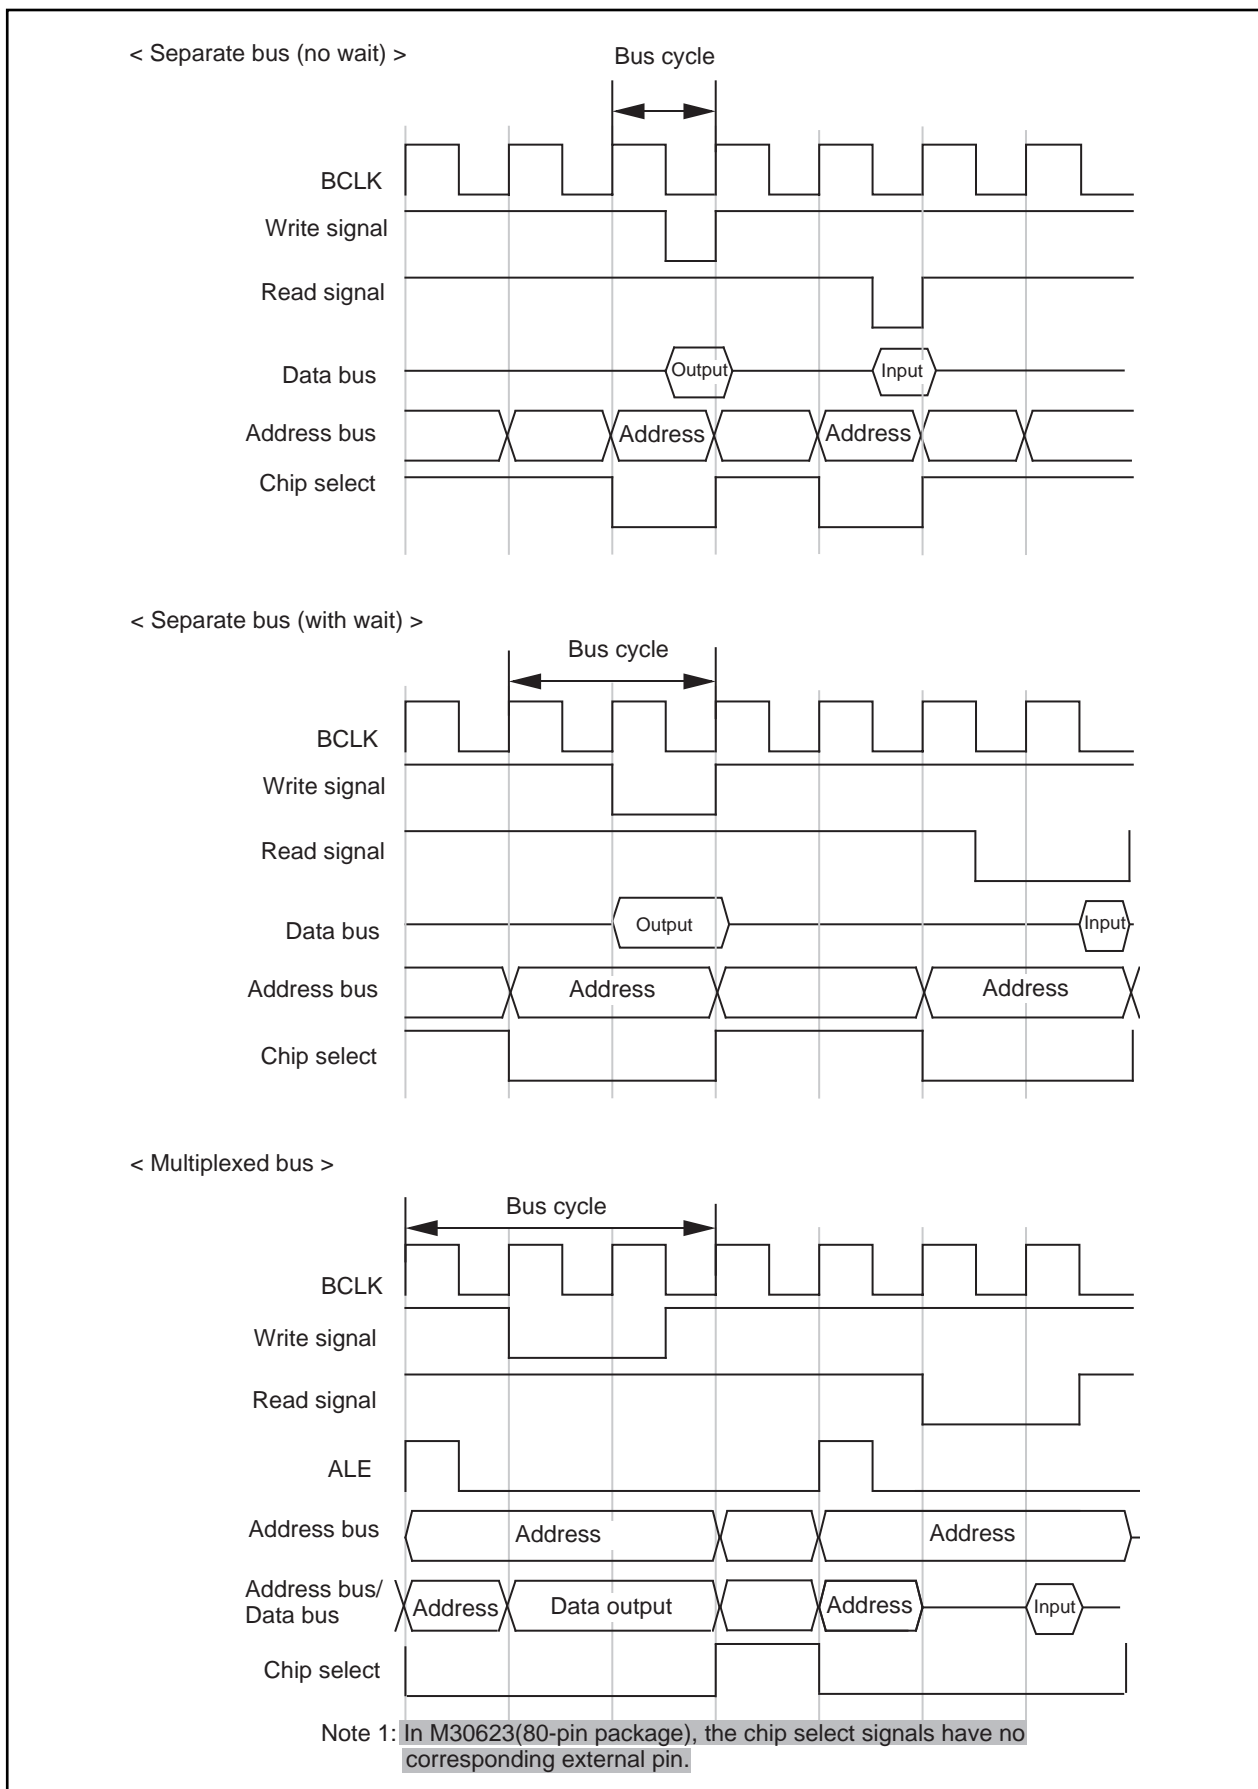 < Separate bus (no wait) >
Bus cycle
BCLK
Write signal
Read signal
Data bus
Output
Input
Address bus
Address
Address
Chip select
< Separate bus (with wait) >
Bus cycle
BCLK
Write signal
Read signal
Data bus
Output
Input
Address bus
Address
Address
Chip select
< Multiplexed bus >
Bus cycle
BCLK
Write signal
Read signal
ALE
Address bus
Address
Address
Address bus/
Data bus
Address
Data output
Address
Input
Chip select
Note 1: In M30623(80-pin package), the chip select signals have no
corresponding external pin.